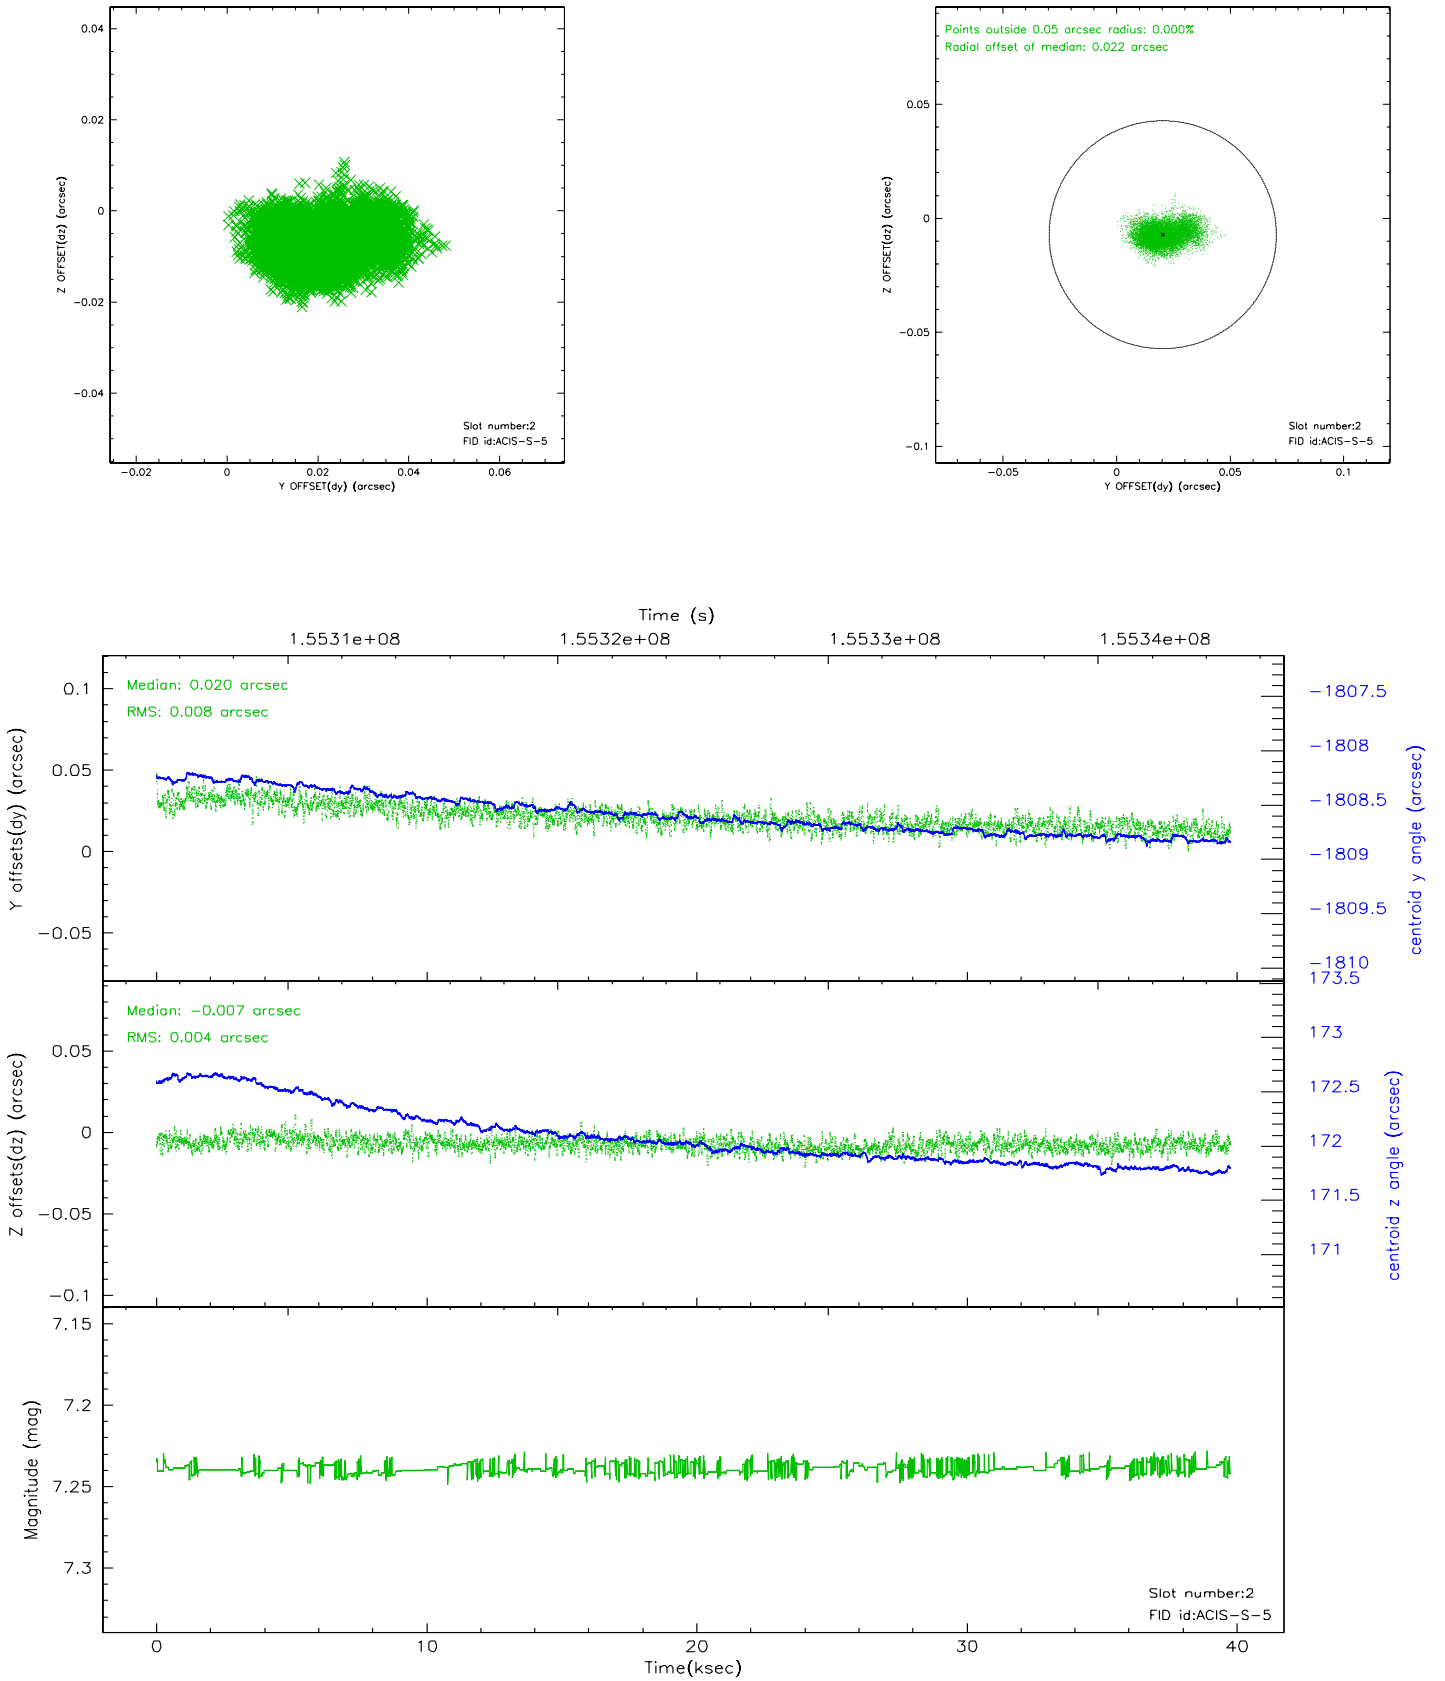 0.04
0.02
0
−0.02
−0.04
Z OFFSET(dz) (arcsec)
Slot number:2
FID id:ACIS−S−5
−0.02
0
0.02
0.04
0.06
Y OFFSET(dy) (arcsec)
Points outside 0.05 arcsec radius: 0.000%
Radial offset of median: 0.022 arcsec
0.05
0
−0.05
−0.1
Z OFFSET(dz) (arcsec)
Slot number:2
FID id:ACIS−S−5
−0.05
0
0.05
0.1
Y OFFSET(dy) (arcsec)
Time (s)
1.5531e+08
1.5532e+08
1.5533e+08
1.5534e+08
Median: 0.020 arcsec
RMS: 0.008 arcsec
0.1
0.05
0
−0.05
Y offsets(dy) (arcsec)
−1807.5
−1808
−1808.5
−1809
−1809.5
−1810
centroid y angle (arcsec)
Median: −0.007 arcsec
RMS: 0.004 arcsec
0.05
0
−0.05
−0.1
Z offsets(dz) (arcsec)
173.5
173
172.5
172
171.5
171
centroid z angle (arcsec)
7.15
7.2
7.25
7.3
Magnitude (mag)
Slot number:2
FID id:ACIS−S−5
0
10
20
30
40
Time(ksec)